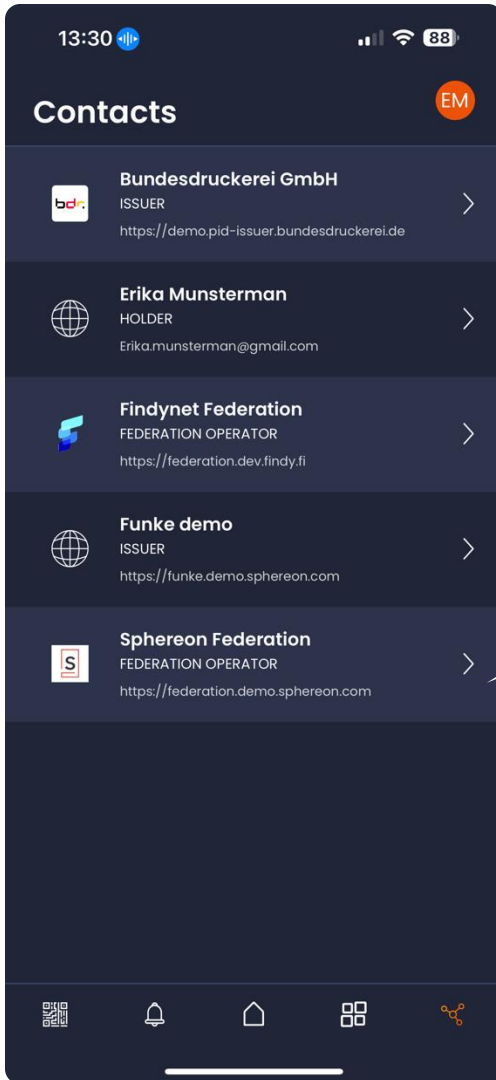 13:30
88
Contacts
EM
bdr.
Bundesdruckerei GmbH
ISSUER
https://demo.pid-issuer.bundesdruckerei.de
Erika Munsterman
HOLDER
Erika.munsterman@gmail.com
Findynet Federation
FEDERATION OPERATOR
https://federation.dev.findy.fi
Funke demo
ISSUER
https://funke.demo.sphereon.com
S
Sphereon Federation
FEDERATION OPERATOR
https://federation.demo.sphereon.com